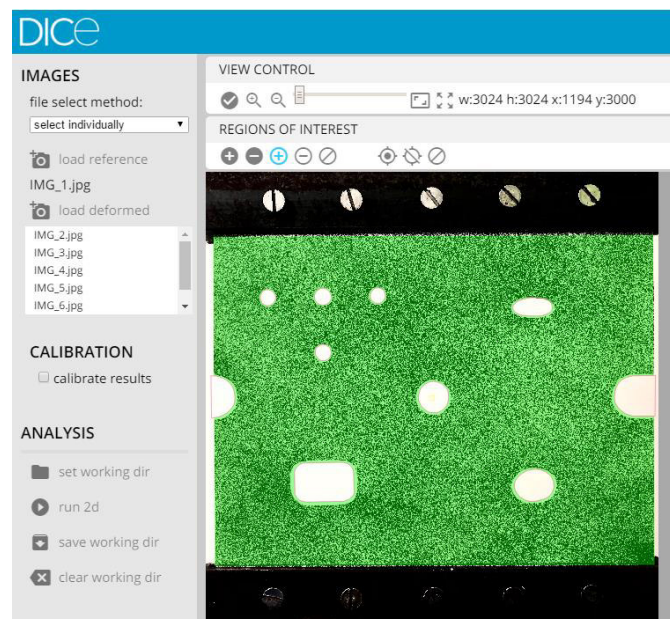 DICe
IMAGES
file select method:
select individually
load reference
IMG_1.jpg
load deformed
IMG_2.jpg
IMG_3.jpg
IMG_4.jpg
IMG_5.jpg
IMG_6.jpg
CALIBRATION
calibrate results
ANALYSIS
set working dir
run 2d
save working dir
clear working dir
VIEW CONTROL
w:3024 h:3024 x:1194 y:3000
REGIONS OF INTEREST